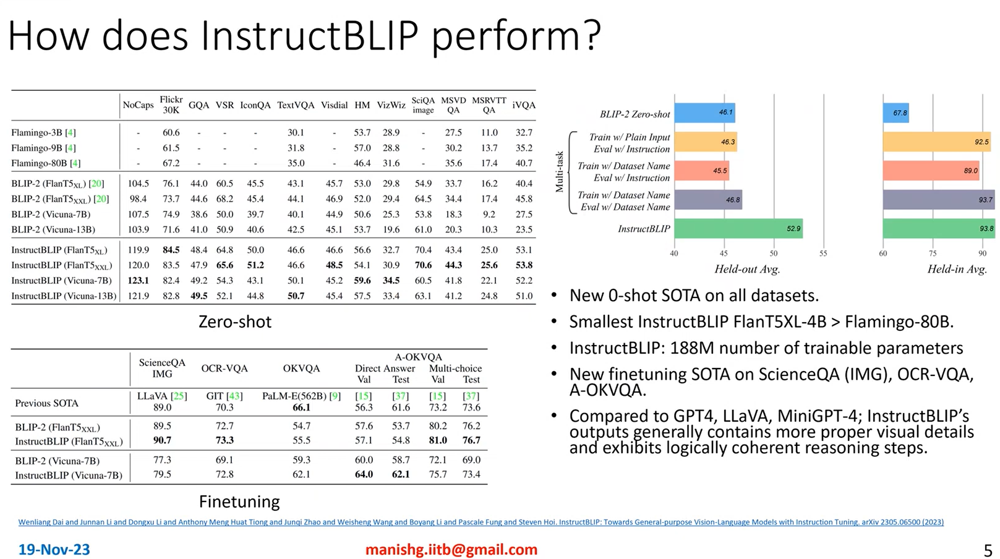 How does InstructBLIP perform?
NoCaps Flickr 30K GQA VSR IconQA TextVQA Visdial HM VizWiz SciQA image MSVD QA MSRVTT QA iVQA
Flamingo-3B [4] - 60.6 - - - 30.1 - 53.7 28.9 - 27.5 11.0 32.7
Flamingo-9B [4] - 61.5 - - - 31.8 - 57.0 28.8 - 30.2 13.7 35.2
Flamingo-80B [4] - 67.2 - - - 35.0 - 46.4 31.6 - 35.6 17.4 40.7
BLIP-2 (FlanT5XL) [20] 104.5 76.1 44.0 60.5 45.5 43.1 45.7 53.0 29.8 54.9 33.7 16.2 40.4
BLIP-2 (FlanT5XXL) [20] 98.4 73.7 44.6 68.2 45.4 44.1 46.9 52.0 29.4 64.5 34.4 17.4 45.8
BLIP-2 (Vicuna-7B) 107.5 74.9 38.6 50.0 39.7 40.1 44.9 50.6 25.3 53.8 18.3 9.2 27.5
BLIP-2 (Vicuna-13B) 103.9 71.6 41.0 50.9 40.6 42.5 45.1 53.7 19.6 61.0 20.3 10.3 23.5
InstructBLIP (FlanT5XL) 119.9 84.5 48.4 64.8 50.0 46.6 46.6 56.6 32.7 70.4 43.4 25.0 53.1
InstructBLIP (FlanT5XXL) 120.0 83.5 47.9 65.6 51.2 46.6 48.5 54.1 30.9 70.6 44.3 25.6 53.8
InstructBLIP (Vicuna-7B) 123.1 82.4 49.2 54.3 43.1 50.1 45.2 59.6 34.5 60.5 41.8 22.1 52.2
InstructBLIP (Vicuna-13B) 121.9 82.8 49.5 52.1 44.8 50.7 45.4 57.5 33.4 63.1 41.2 24.8 51.0
Zero-shot
ScienceQA IMG OCR-VQA OKVQA A-OKVQA
Direct Answer Multi-choice
Val Test Val Test
Previous SOTA LLaVA [25] GIT [43] PaLM-E(562B) [9] [15] [37] [15] [37]
89.0 70.3 66.1 56.3 61.6 73.2 73.6
BLIP-2 (FlanT5XXL) 89.5 72.7 54.7 57.6 53.7 80.2 76.2
InstructBLIP (FlanT5XXL) 90.7 73.3 55.5 57.1 54.8 81.0 76.7
BLIP-2 (Vicuna-7B) 77.3 69.1 59.3 60.0 58.7 72.1 69.0
InstructBLIP (Vicuna-7B) 79.5 72.8 62.1 64.0 62.1 75.7 73.4
Finetuning
Multi-task
BLIP-2 Zero-shot 46.1 67.8
Train w/ Plain Input
Eval w/ Instruction 46.3 92.5
Train w/ Dataset Name
Eval w/ Instruction 45.5 89.0
Train w/ Dataset Name
Eval w/ Dataset Name 46.8 93.7
InstructBLIP 52.9 93.8
40 45 50 55 60 75 90
Held-out Avg. Held-in Avg.
• New 0-shot SOTA on all datasets.
• Smallest InstructBLIP FlanT5XL-4B > Flamingo-80B.
• InstructBLIP: 188M number of trainable parameters
• New finetuning SOTA on ScienceQA (IMG), OCR-VQA,
A-OKVQA.
• Compared to GPT4, LLaVA, MiniGPT-4; InstructBLIP’s
outputs generally contains more proper visual details
and exhibits logically coherent reasoning steps.
Wenliang Dai and Junnan Li and Dongxu Li and Anthony Meng Huat Tiong and Junqi Zhao and Weisheng Wang and Boyang Li and Pascale Fung and Steven Hoi. InstructBLIP: Towards General-purpose Vision-Language Models with Instruction Tuning. arXiv 2305.06500 (2023)
19-Nov-23 manishg.iitb@gmail.com 5